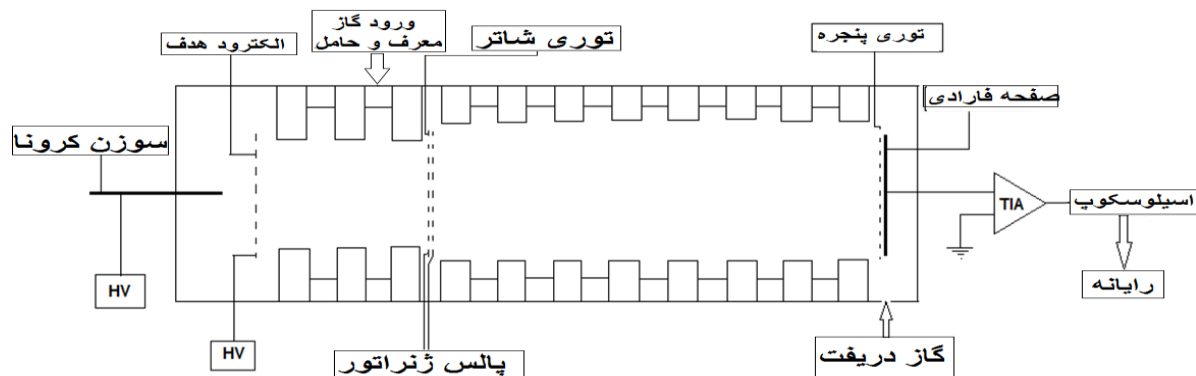 الکترود هدف
ورود گاز
معرف و حامل
توری شاتر
توری پنجره
صفحه فارادی
سوزن کرونا
TIA
اسیلوسکوپ
رایانه
HV
HV
پالس ژنراتور
گاز دریفت